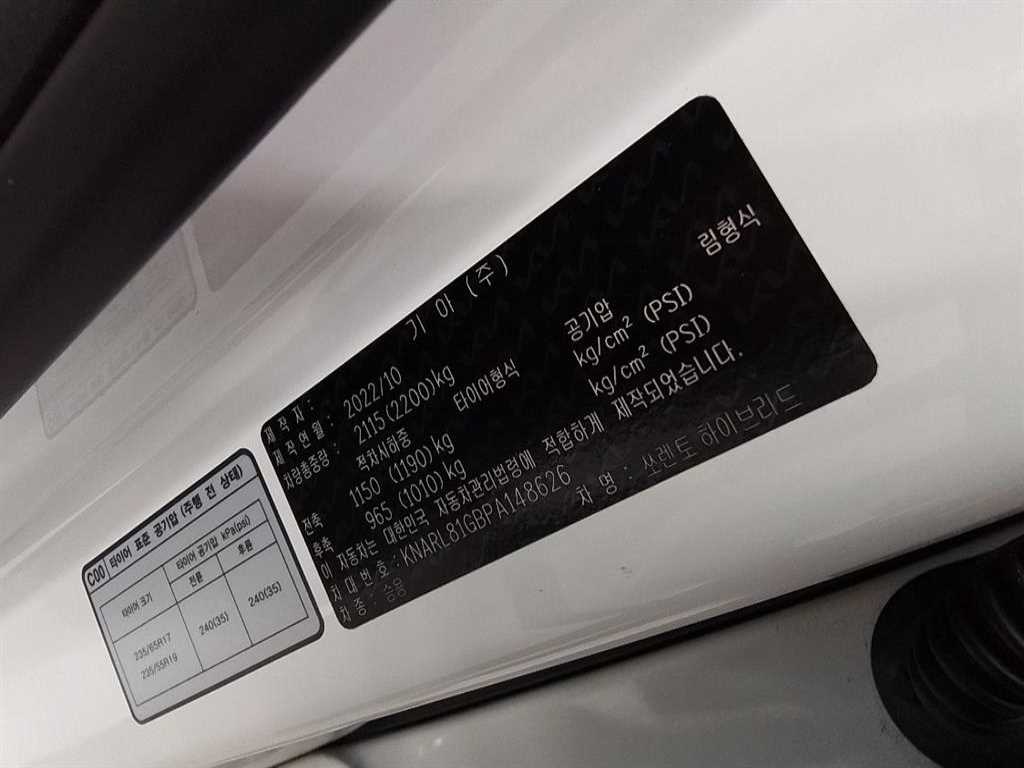 제 작 자 : 기 아 (주)
제 작 연 월 : 2022/10
차량총중량 : 2115(2200)kg
적차시하중 타이어형식 공기압 림형식
전축 1150 (1190) kg kg/cm² (PSI)
후축 965 (1010) kg kg/cm² (PSI)
이 자동차는 대한민국 자동차관리법령에 적합하게 제작되었습니다.
차 대 번 호 : KNARL81GBPA148626
차 종 : 승용 차 명 : 쏘렌토 하이브리드
C00 타이어 표준 공기압 (주행 전 상태)
타이어 크기 타이어 공기압 kPa(psi)
전륜 후륜
235/65R17 240(35) 240(35)
235/55R19